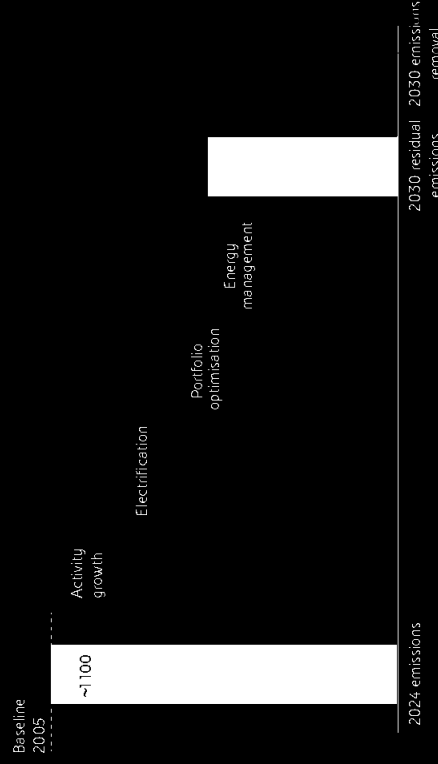 Baseline
2005
~1100
Activity
growth
Electrification
Portfolio
optimisation
Energy
management
2024 emissions
2030 residual
emissions
2030 emissions
removal